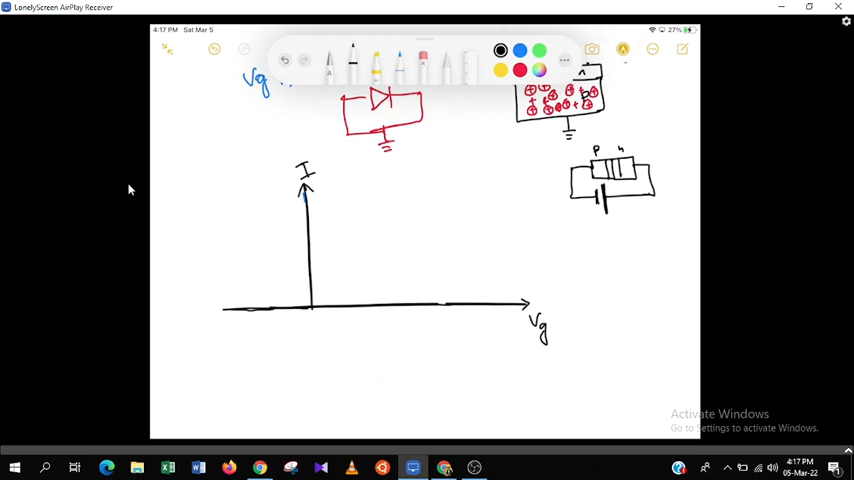 LonelyScreen AirPlay Receiver
4:17 PM Sat Mar 5
27%
A
Vg
n
P
P n
I
Vg
Activate Windows
Go to Settings to activate Windows.
4:17 PM
05-Mar-22